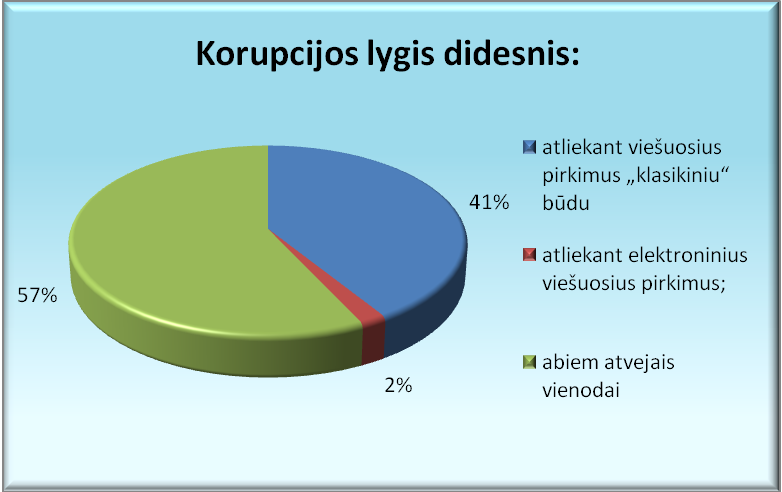 Korupcijos lygis didesnis:
atliekant viešuosius
pirkimus „klasikiniu“
būdu
41%
atliekant elektroninius
viešuosius pirkimus;
57%
abiem atvejais
vienodai
2%